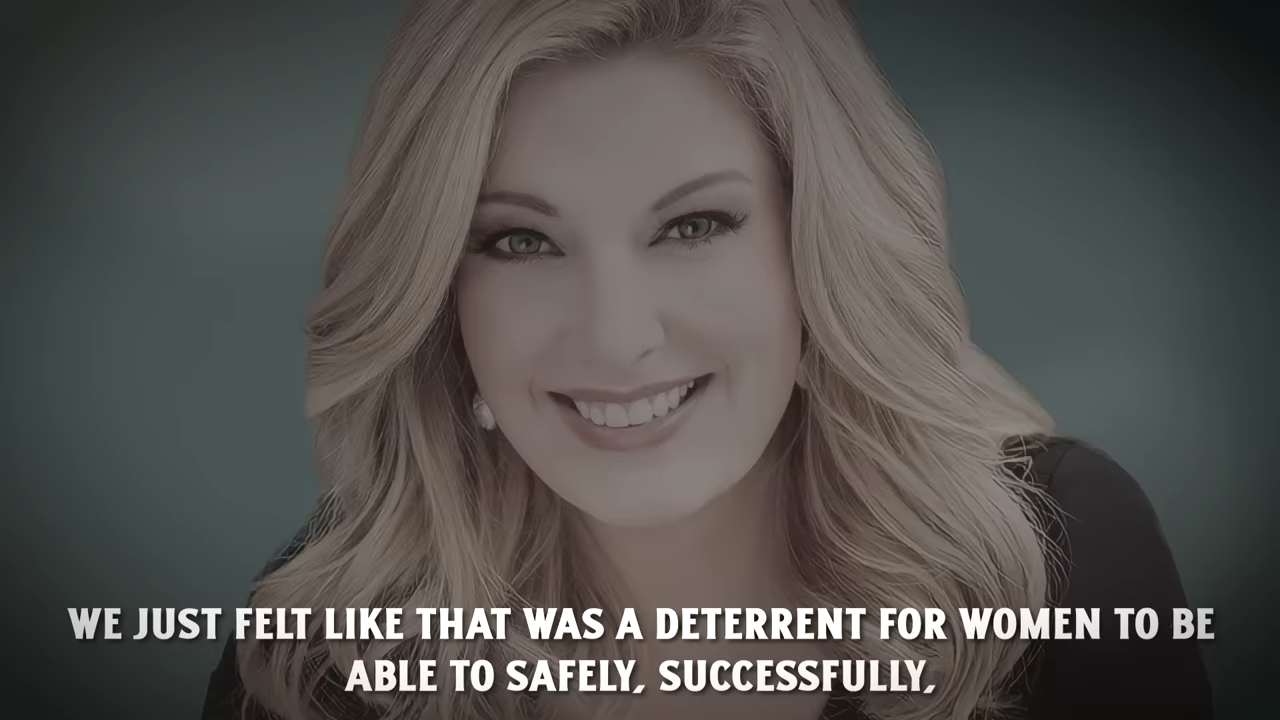 WE JUST FELT LIKE THAT WAS A DETERRENT FOR WOMEN TO BE
ABLE TO SAFELY, SUCCESSFULLY,